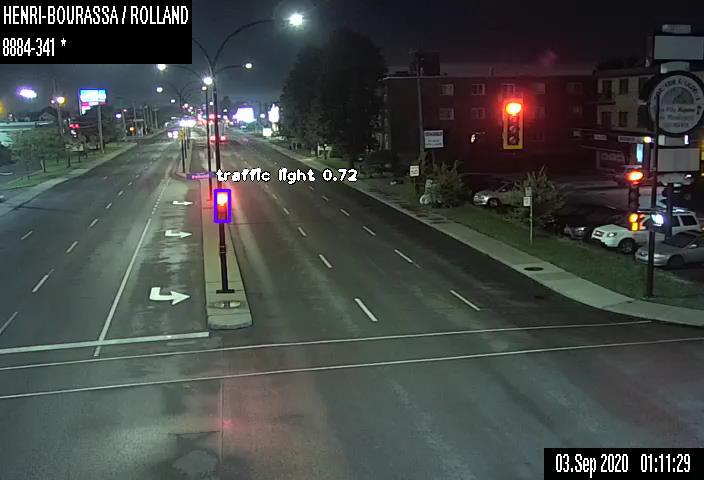 HENRI-BOURASSA / ROLLAND
8884-341 *
traffic light 0.72
03.Sep 2020 01:11:29